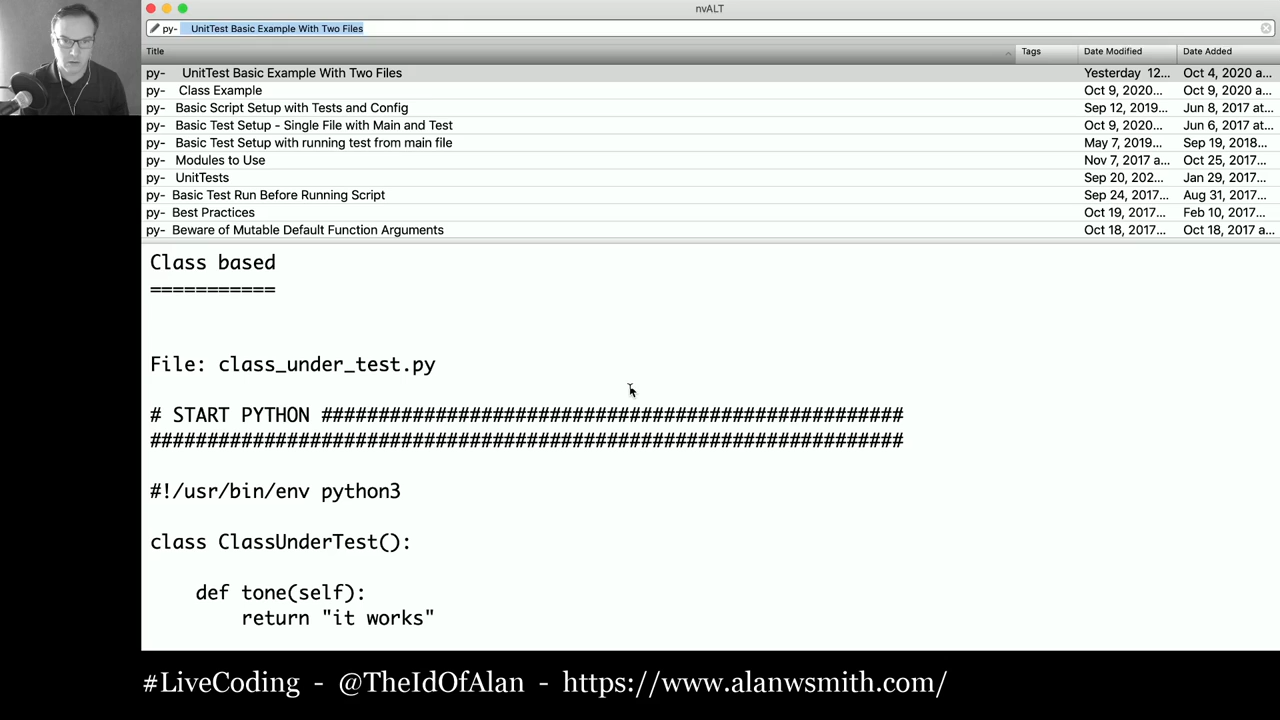 nvALT
py- UnitTest Basic Example With Two Files
Title Tags Date Modified Date Added
py- UnitTest Basic Example With Two Files Yesterday 12... Oct 4, 2020 a...
py- Class Example Oct 9, 2020... Oct 9, 2020 a...
py- Basic Script Setup with Tests and Config Sep 12, 2019... Jun 8, 2017 at...
py- Basic Test Setup - Single File with Main and Test Oct 9, 2020... Jun 6, 2017 at...
py- Basic Test Setup with running test from main file May 7, 2019... Sep 19, 2018...
py- Modules to Use Nov 7, 2017 a... Oct 25, 2017...
py- UnitTests Sep 20, 202... Jan 29, 2017...
py- Basic Test Run Before Running Script Sep 24, 2017... Aug 31, 2017...
py- Best Practices Oct 19, 2017... Feb 10, 2017...
py- Beware of Mutable Default Function Arguments Oct 18, 2017... Oct 18, 2017 a...
Class based
===========
File: class_under_test.py
# START PYTHON ###################################################
##################################################################
#!/usr/bin/env python3
class ClassUnderTest():
def tone(self):
return "it works"
#LiveCoding - @TheIdOfAlan - https://www.alanwsmith.com/